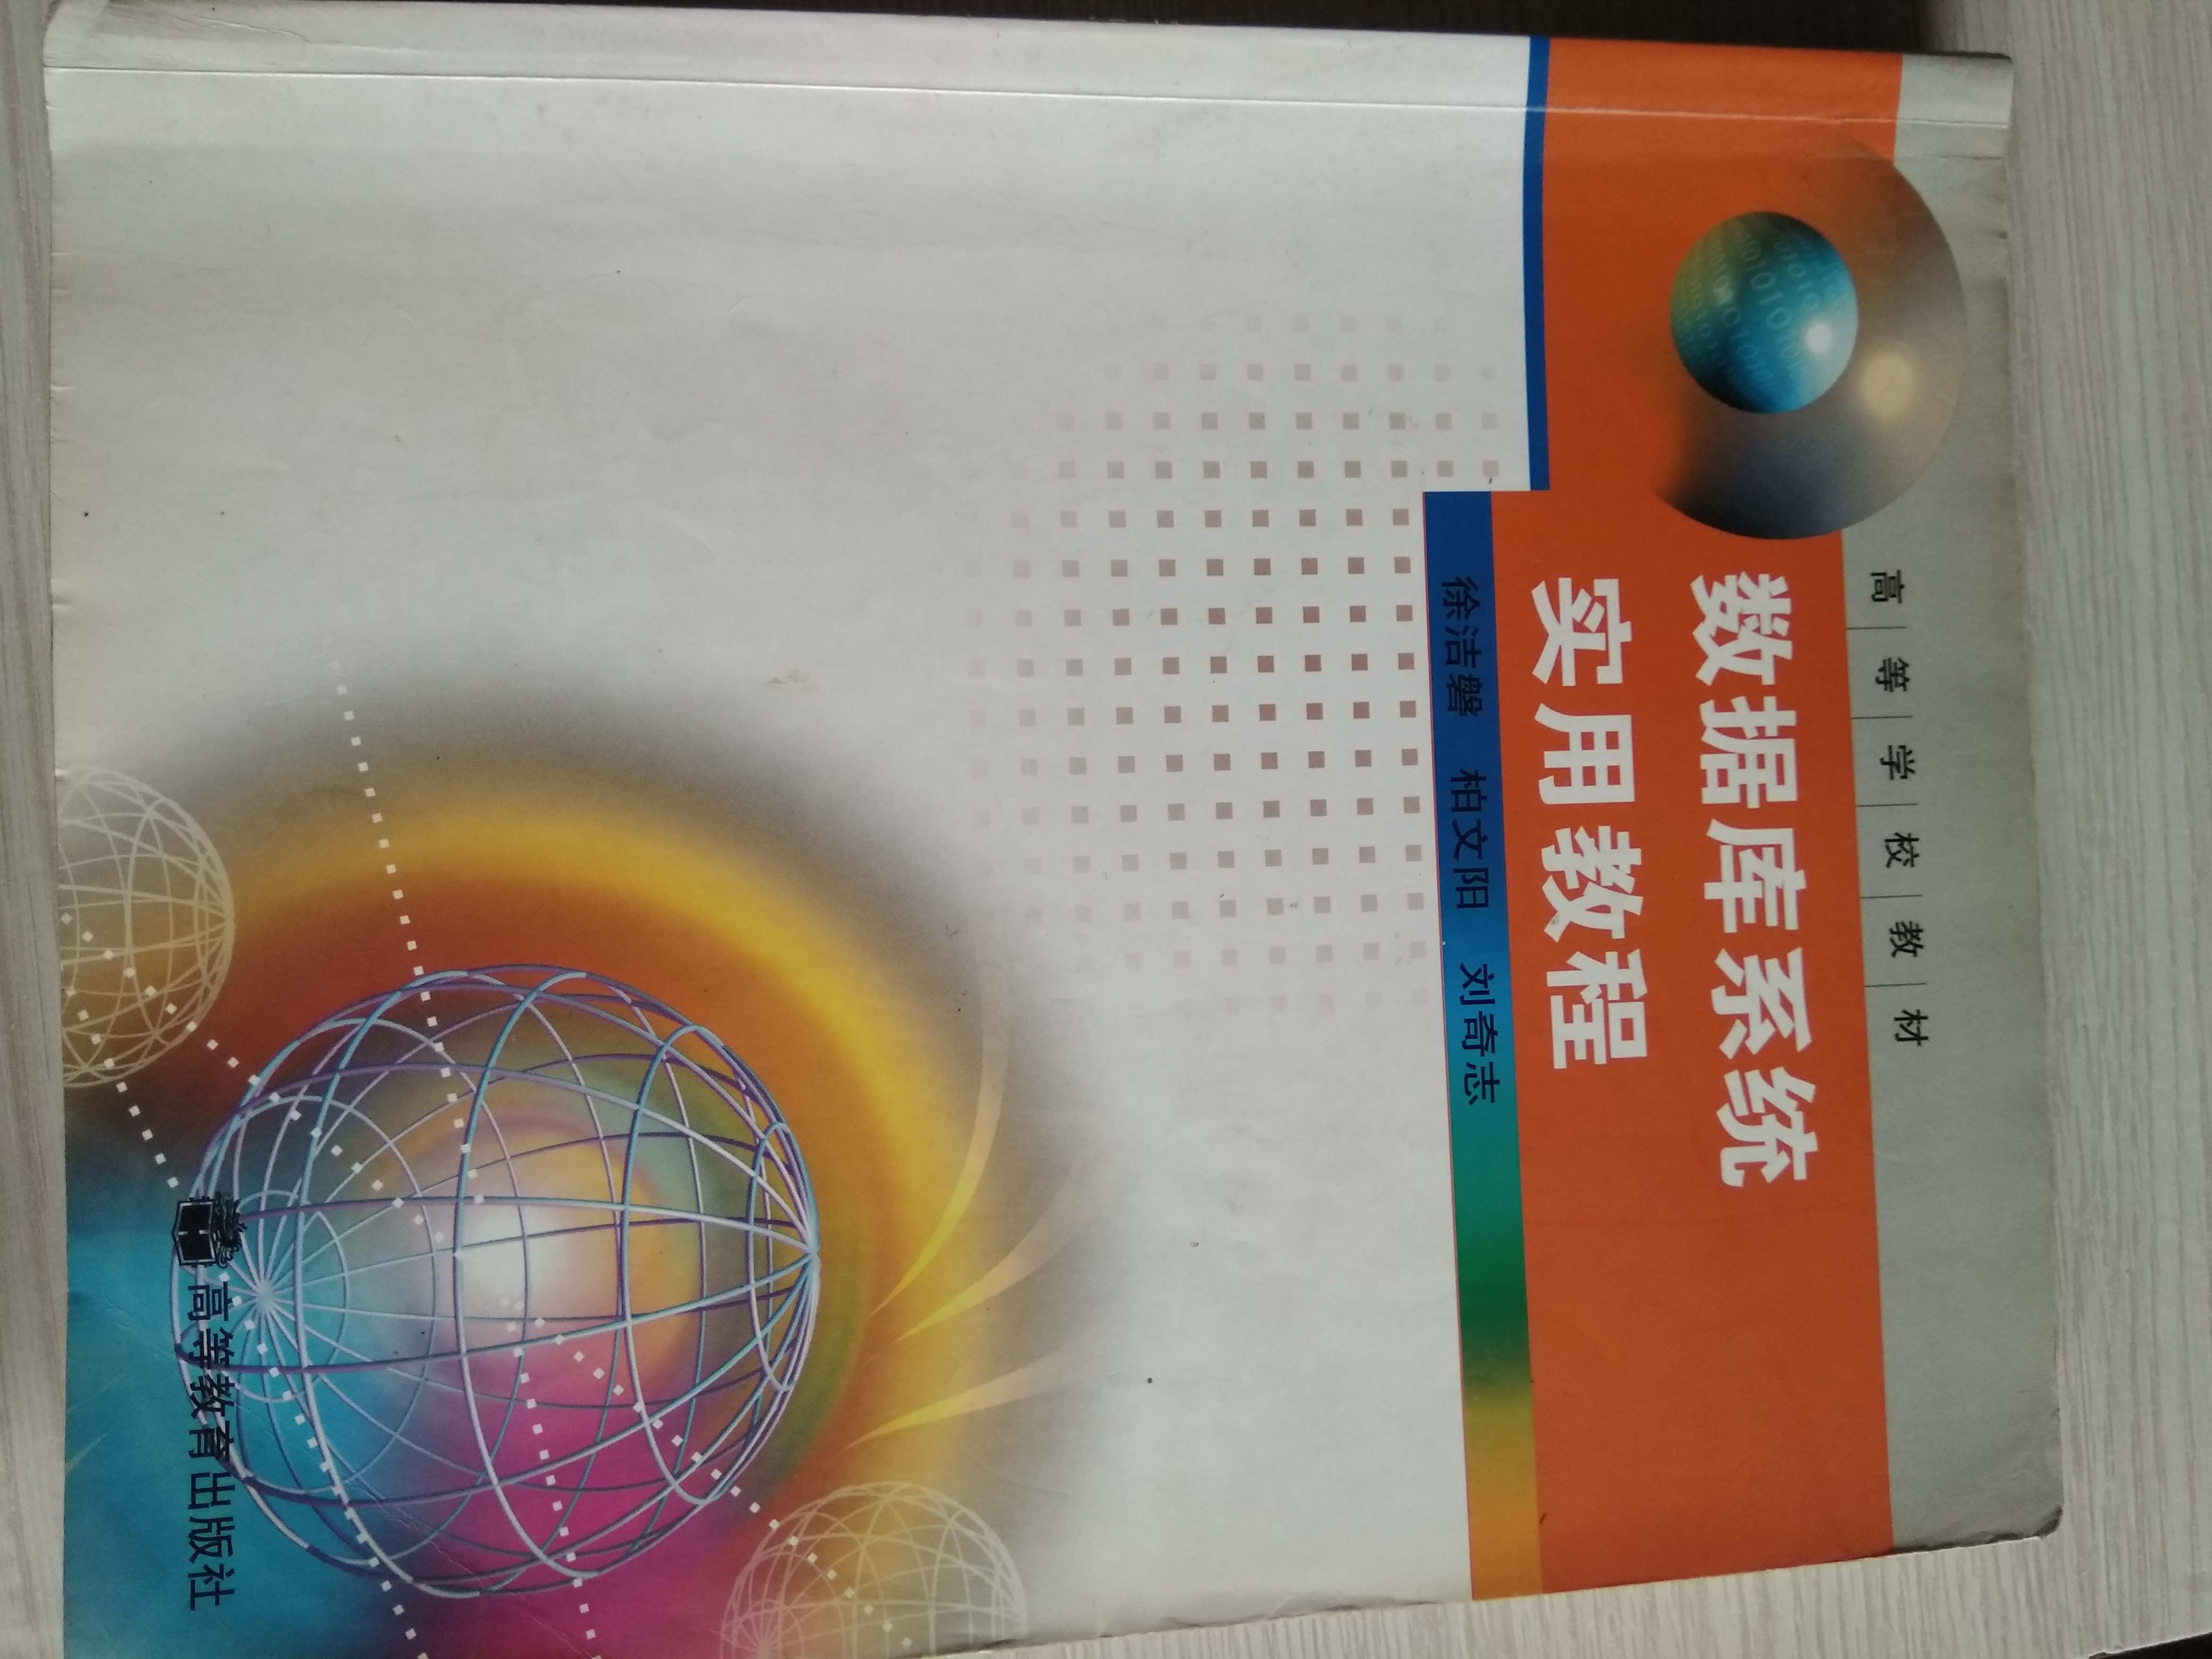 高等学校教材
数据库系统
实用教程
徐洁磐 柏文阳 刘奇志
高等教育出版社